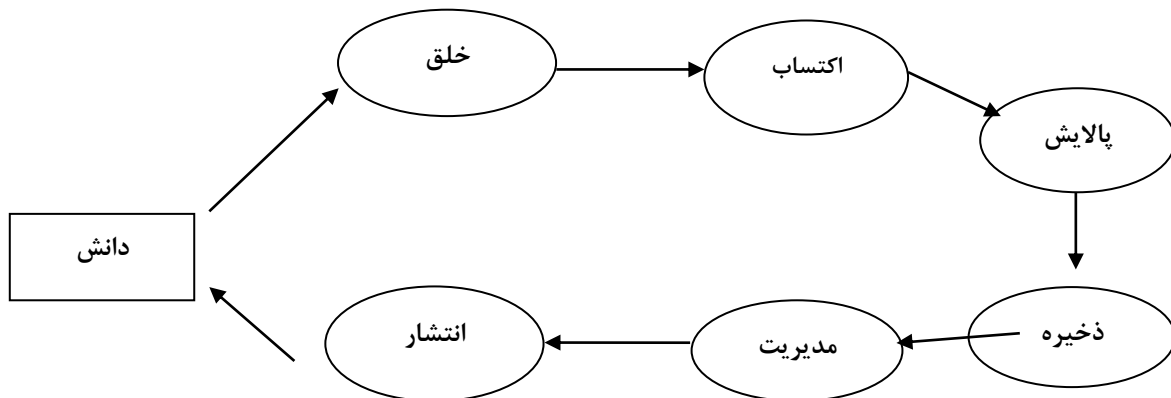 خلق
اکتساب
پالایش
دانش
ذخیره
مدیریت
انتشار